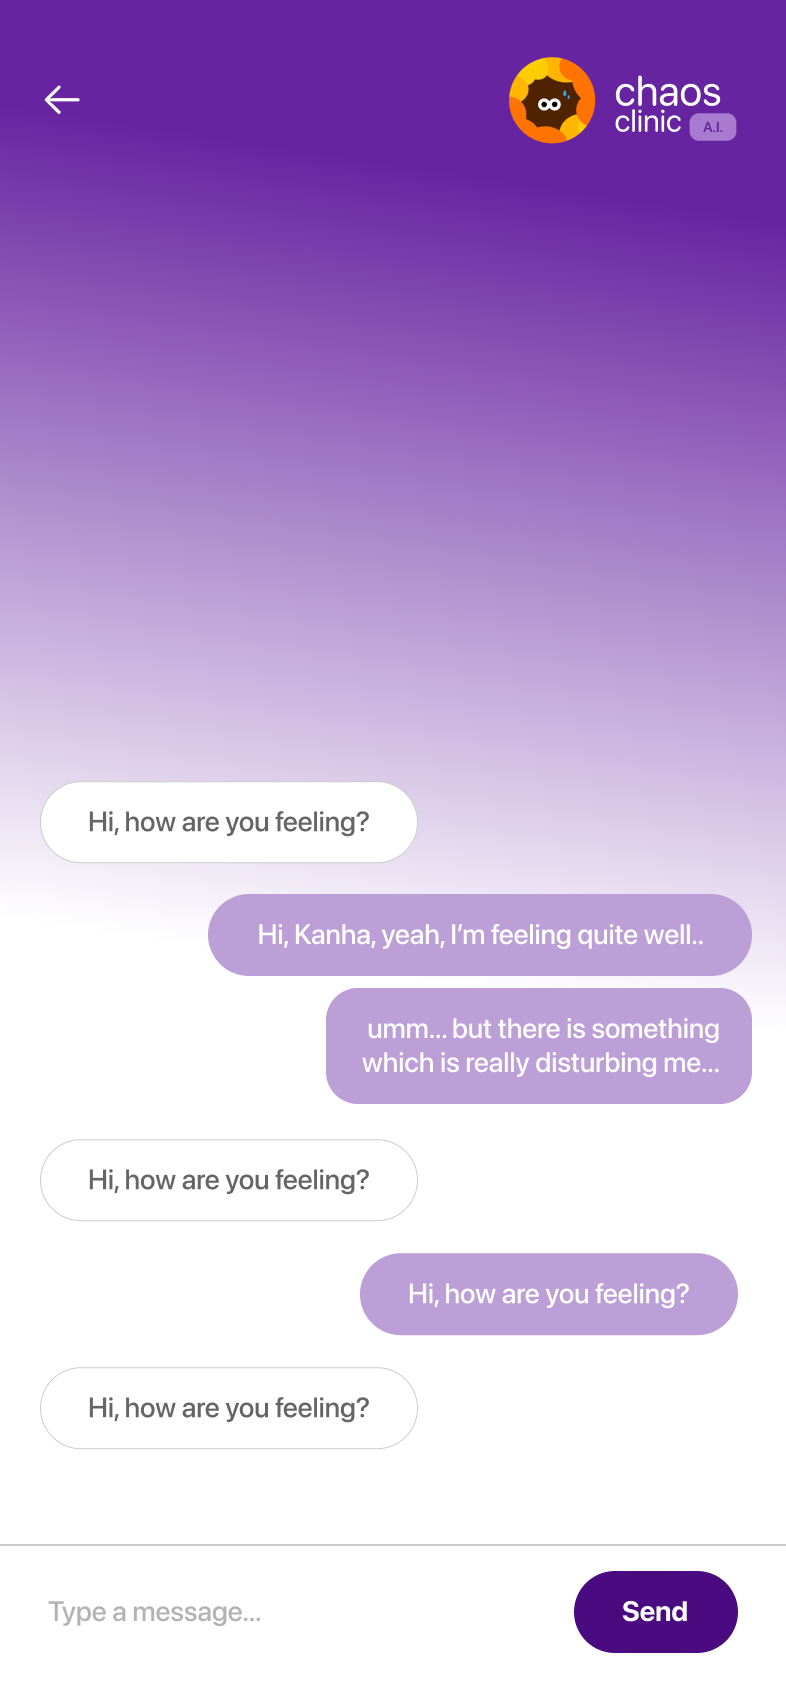 chaos
clinic A.I.
Hi, how are you feeling?
Hi, Kanha, yeah, I’m feeling quite well..
umm... but there is something
which is really disturbing me...
Hi, how are you feeling?
Hi, how are you feeling?
Hi, how are you feeling?
Type a message...
Send